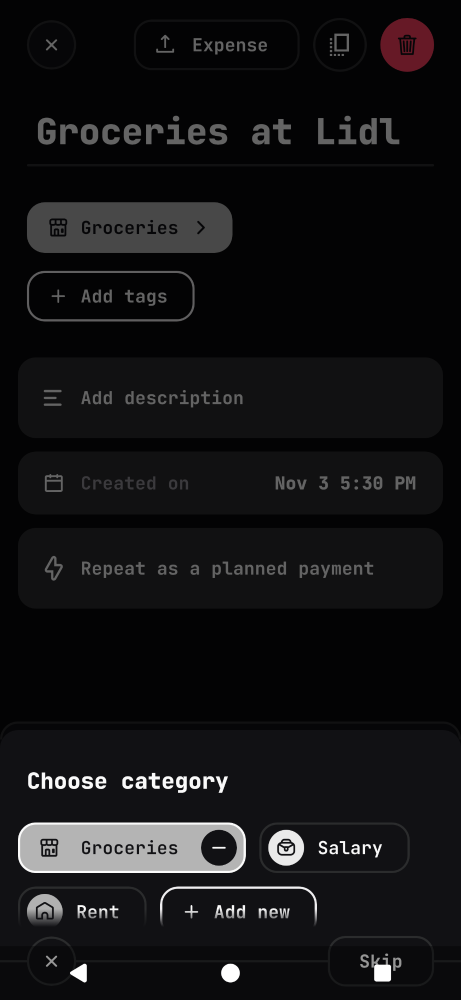 Expense
Groceries at Lidl
Groceries
Add tags
Add description
Created on Nov 3 5:30 PM
Repeat as a planned payment
Choose category
Groceries Salary
Rent Add new
Skip